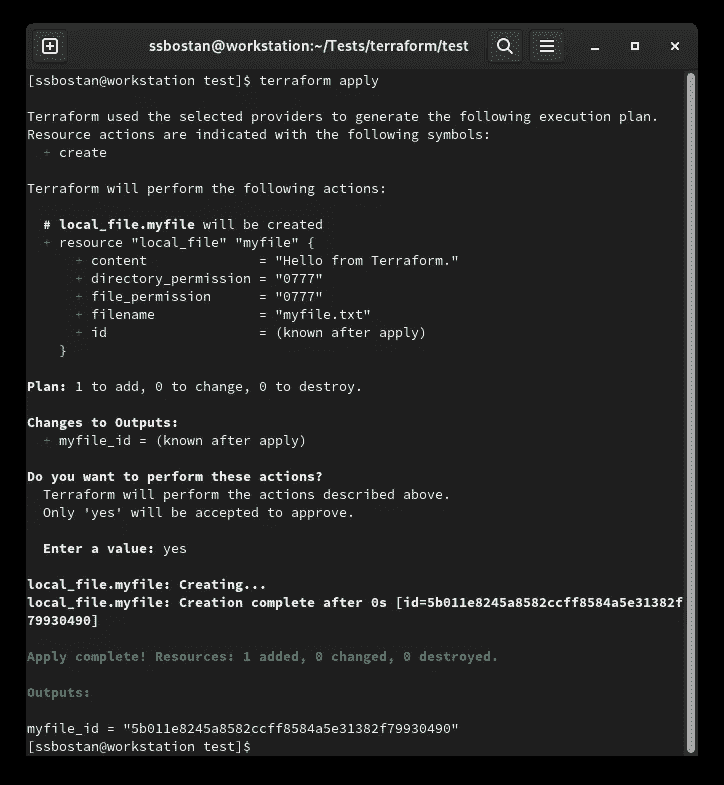 ssbostan@workstation:~/Tests/terraform/test
[ssbostan@workstation test]$ terraform apply
Terraform used the selected providers to generate the following execution plan.
Resource actions are indicated with the following symbols:
  + create
Terraform will perform the following actions:
  # local_file.myfile will be created
  + resource "local_file" "myfile" {
      + content              = "Hello from Terraform."
      + directory_permission = "0777"
      + file_permission      = "0777"
      + filename             = "myfile.txt"
      + id                   = (known after apply)
    }
Plan: 1 to add, 0 to change, 0 to destroy.
Changes to Outputs:
  + myfile_id = (known after apply)
Do you want to perform these actions?
  Terraform will perform the actions described above.
  Only 'yes' will be accepted to approve.
  Enter a value: yes
local_file.myfile: Creating...
local_file.myfile: Creation complete after 0s [id=5b011e8245a8582ccff8584a5e31382f
79930490]
Apply complete! Resources: 1 added, 0 changed, 0 destroyed.
Outputs:
myfile_id = "5b011e8245a8582ccff8584a5e31382f79930490"
[ssbostan@workstation test]$